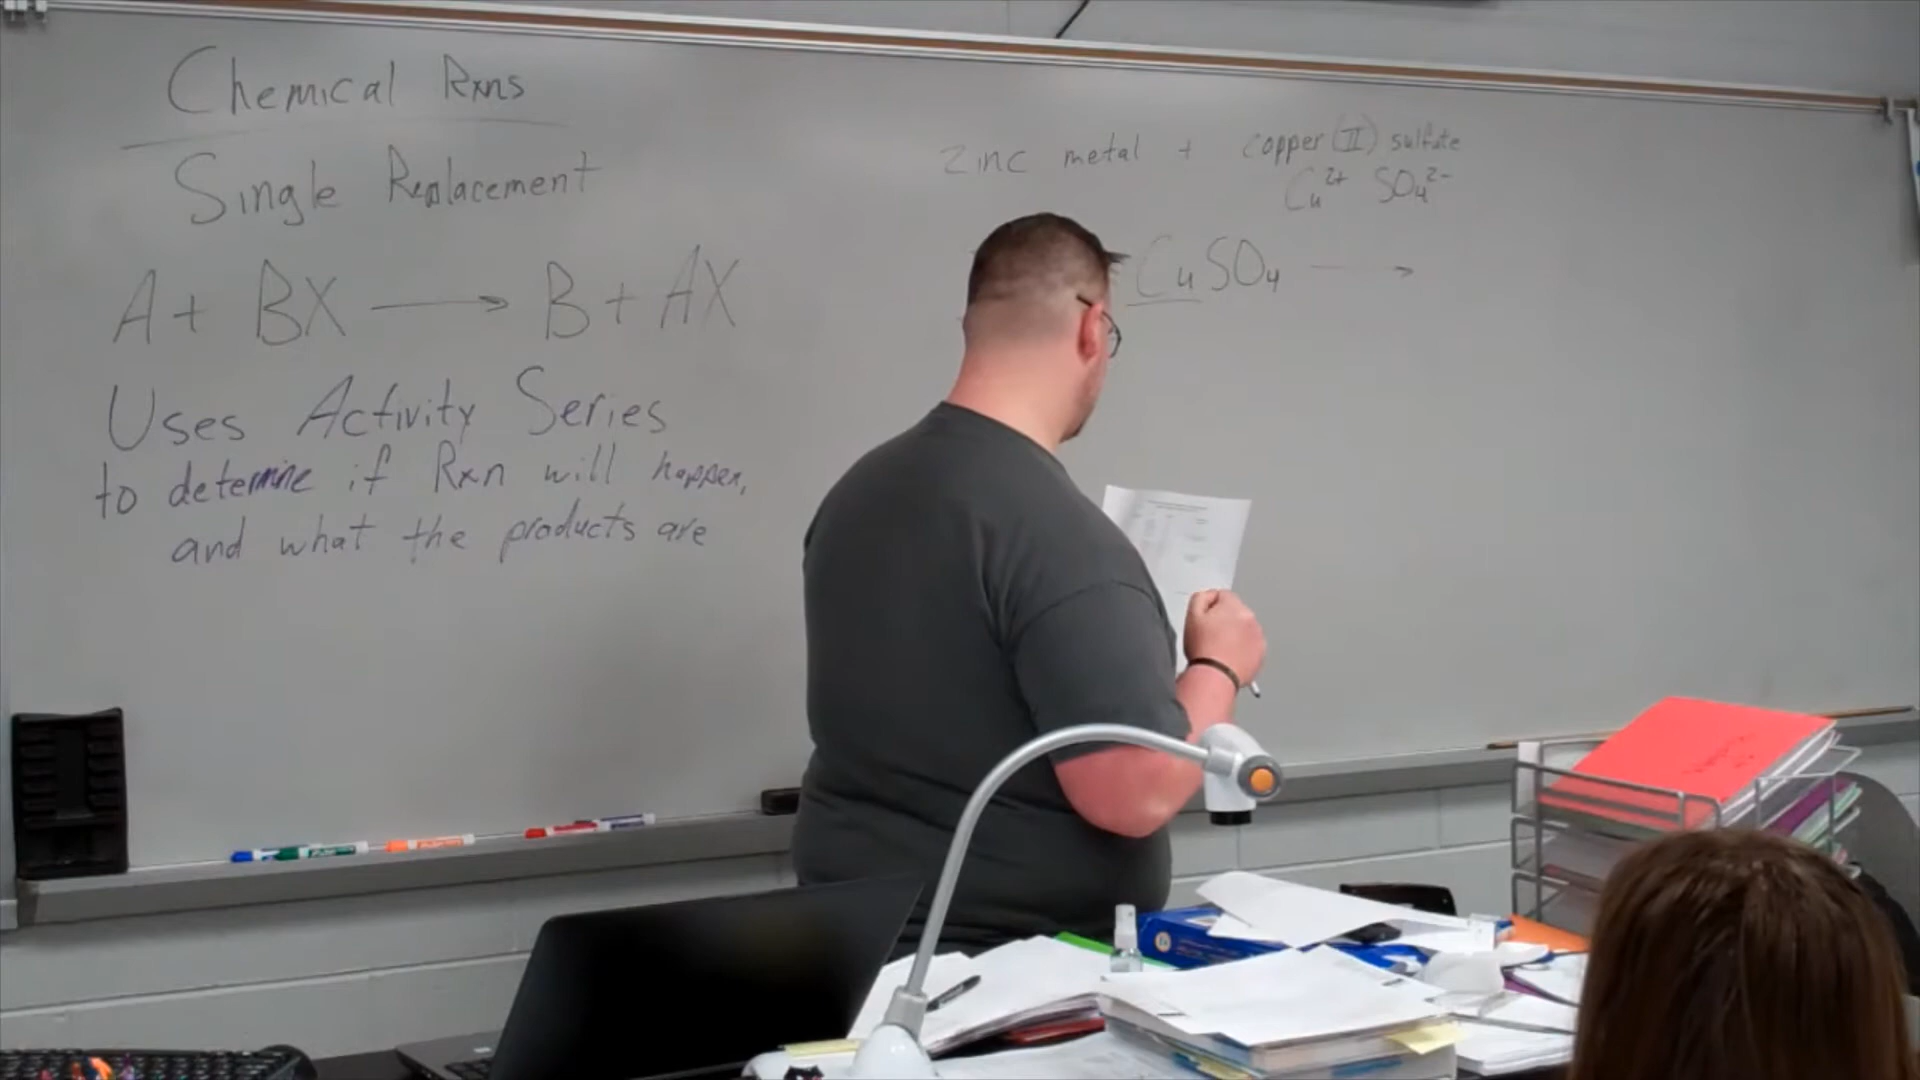 Chemical Rxns
Single Replacement
A + BX → B + AX
Uses Activity Series
to determine if Rxn will happen,
and what the products are
Zinc metal + copper (II) sulfate
Cu²⁺ SO₄²⁻
CuSO₄ →